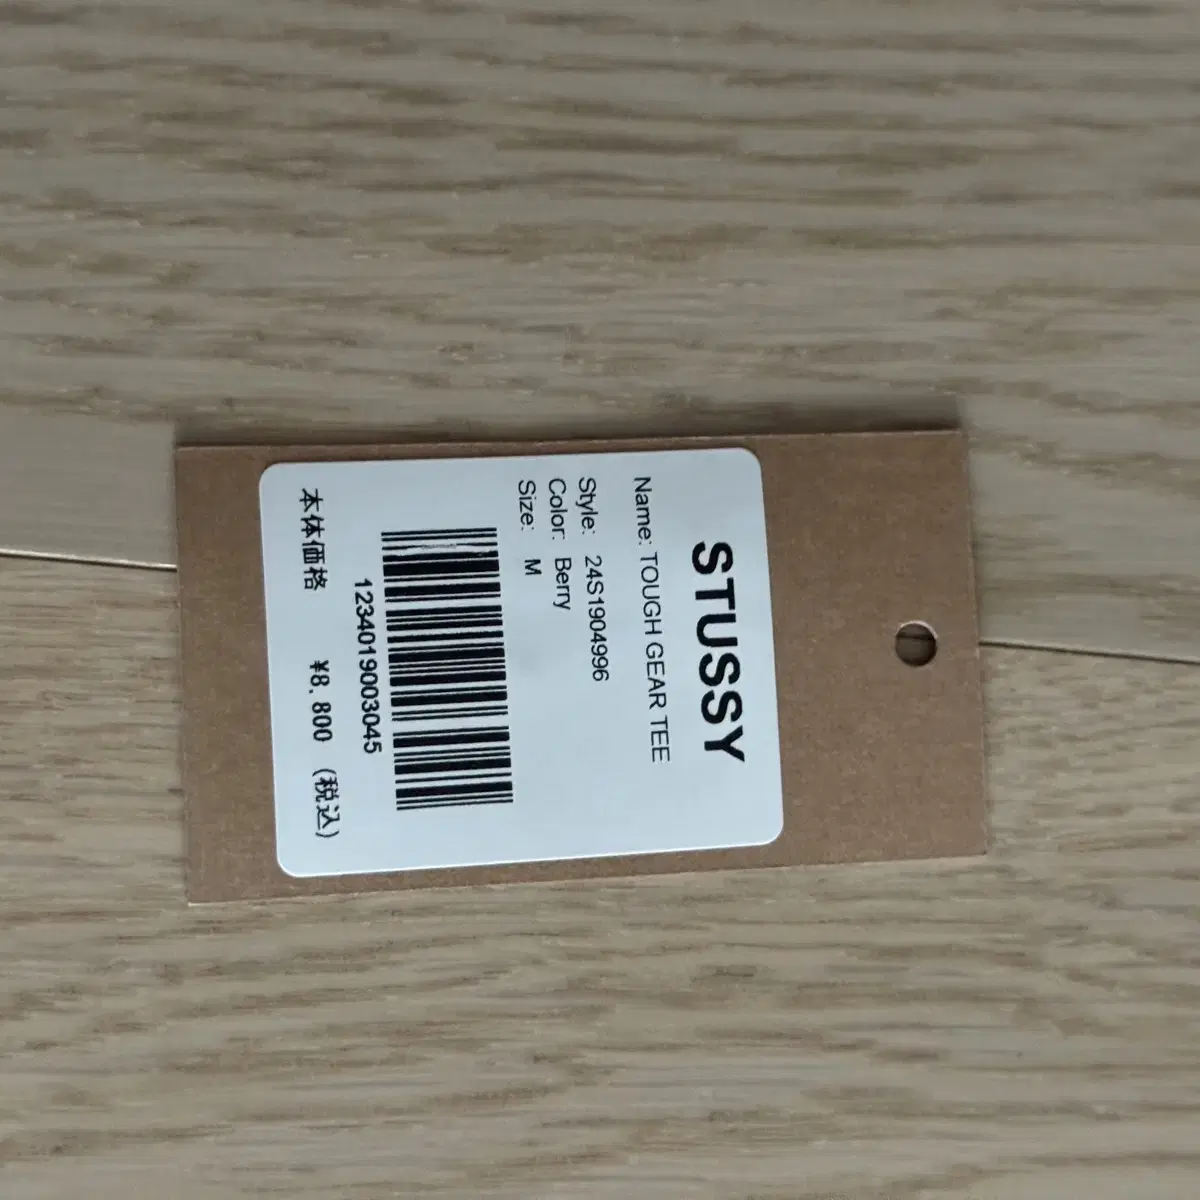 STUSSY
Name: TOUGH GEAR TEE
Style: 24S1904996
Color: Berry
Size: M
1234019003045
本体価格 ¥8.800 (税込)